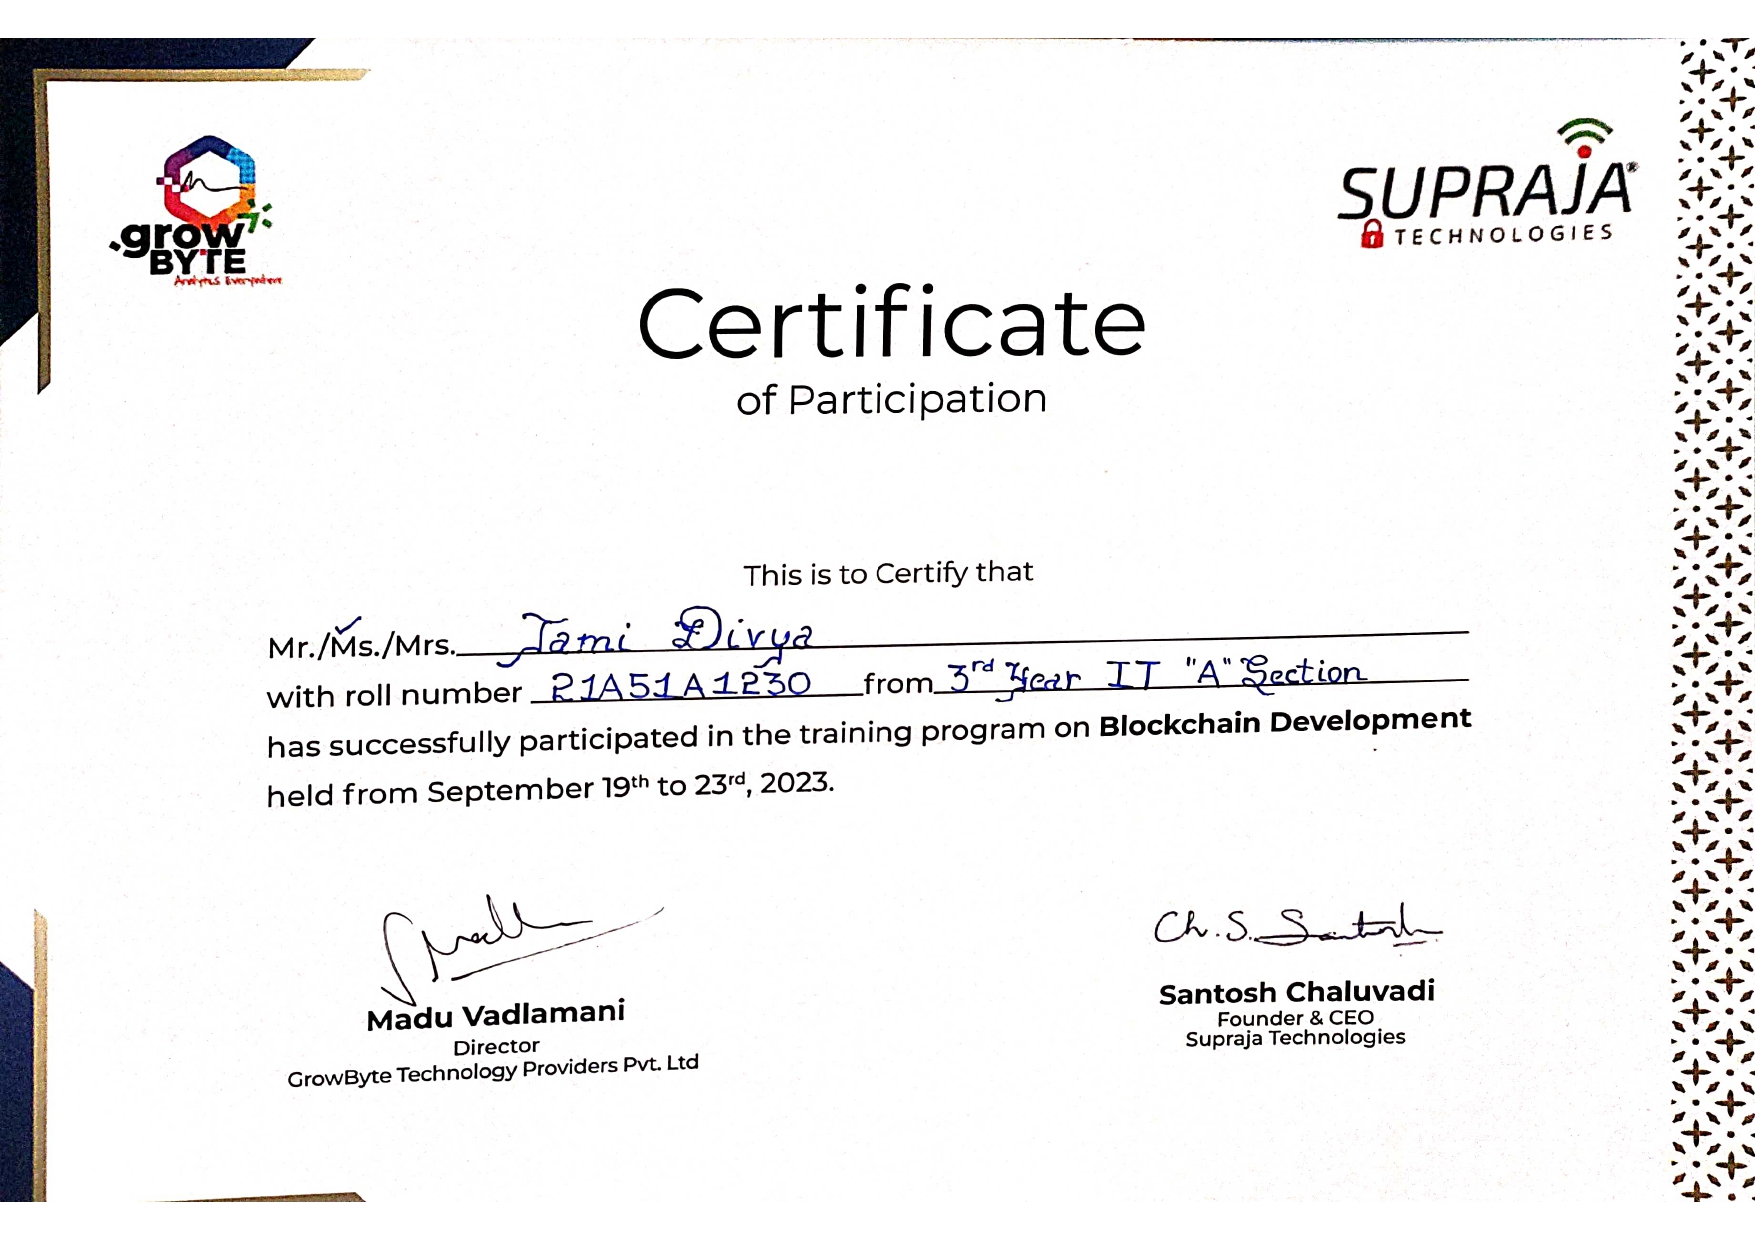 grow
BYTE
Analytics Everywhere
SUPRAJA
TECHNOLOGIES
Certificate
of Participation
This is to Certify that
Mr./Ms./Mrs. Jami Divya
with roll number 21A51A1230 from 3rd Year IT "A" Section
has successfully participated in the training program on Blockchain Development
held from September 19th to 23rd, 2023.
Ch. S. Santosh
Madu Vadlamani
Director
GrowByte Technology Providers Pvt. Ltd
Santosh Chaluvadi
Founder & CEO
Supraja Technologies